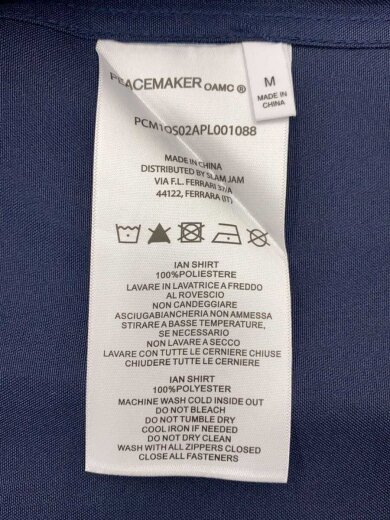 PEACEMAKER OAMC ®
M
MADE IN
CHINA
PCM1OS02APL001088
MADE IN CHINA
DISTRIBUTED BY SLAM JAM
VIA F.L. FERRARI 37/A
44122, FERRARA (IT)
IAN SHIRT
100%POLIESTERE
LAVARE IN LAVATRICE A FREDDO
AL ROVESCIO
NON CANDEGGIARE
ASCIUGABIANCHERIA NON AMMESSA
STIRARE A BASSE TEMPERATURE,
SE NECESSARIO
NON LAVARE A SECCO
LAVARE CON TUTTE LE CERNIERE CHIUSE
CHIUDERE TUTTE LE CERNIERE
IAN SHIRT
100%POLYESTER
MACHINE WASH COLD INSIDE OUT
DO NOT BLEACH
DO NOT TUMBLE DRY
COOL IRON IF NEEDED
DO NOT DRY CLEAN
WASH WITH ALL ZIPPERS CLOSED
CLOSE ALL FASTENERS